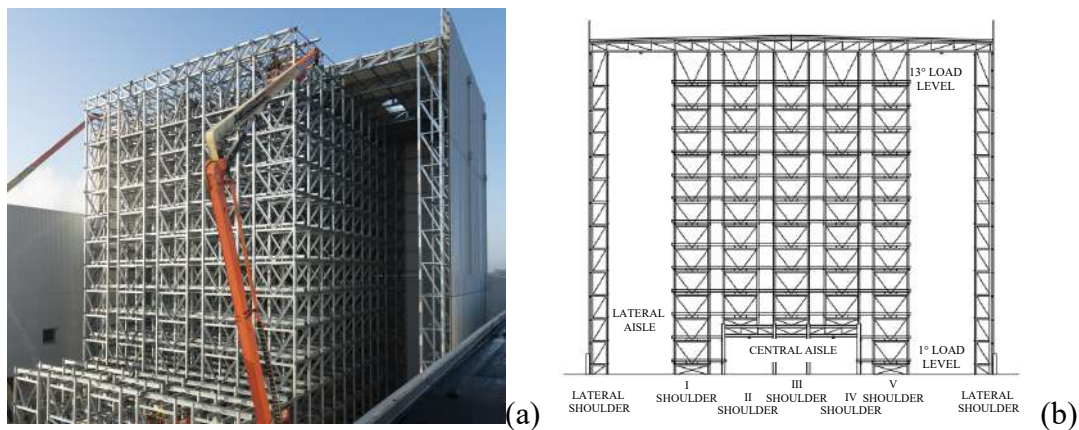 13° LOAD
LEVEL
LATERAL
AISLE
CENTRAL AISLE
1° LOAD
LEVEL
LATERAL
SHOULDER
I
SHOULDER
II
SHOULDER
III
SHOULDER
IV
SHOULDER
V
SHOULDER
LATERAL
SHOULDER
(a)
(b)